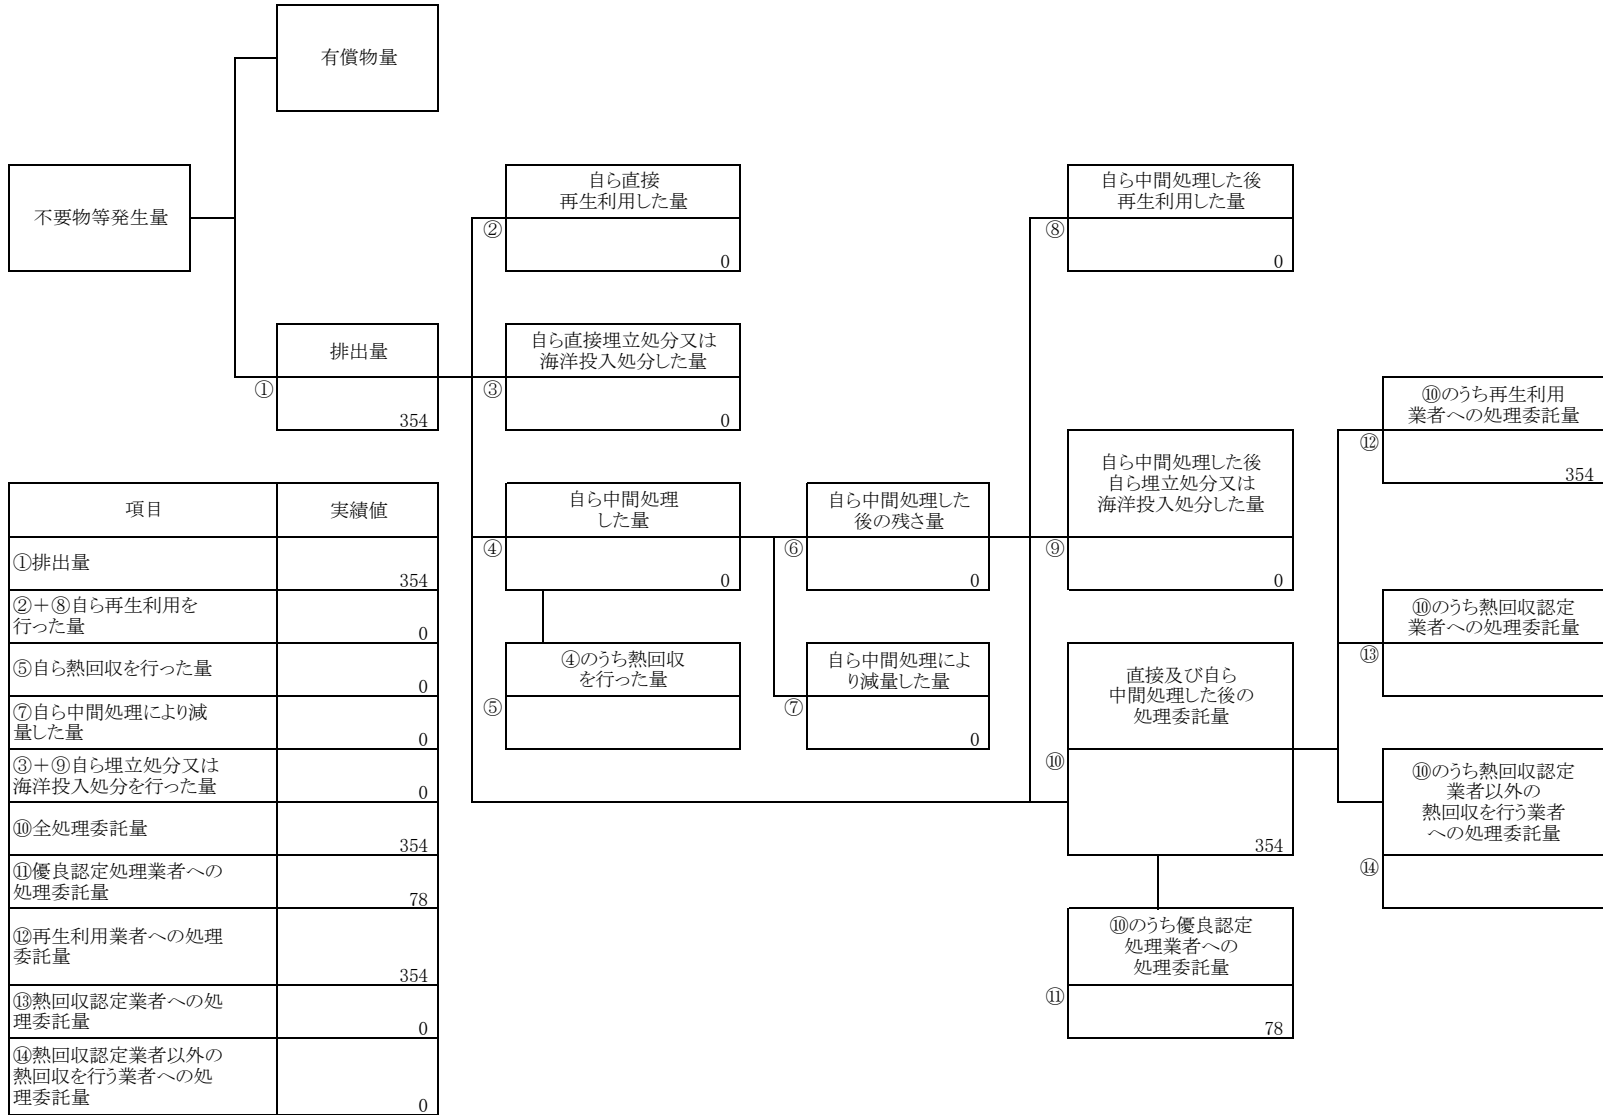 有償物量
不要物等発生量
自ら直接
再生利用した量
②
0
自ら中間処理した後
再生利用した量
⑧
0
排出量
①
354
自ら直接埋立処分又は
海洋投入処分した量
③
0
⑩のうち再生利用
業者への処理委託量
⑫
354
自ら中間処理
した量
④
0
自ら中間処理した
後の残さ量
⑥
0
自ら中間処理した後
自ら埋立処分又は
海洋投入処分した量
⑨
0
④のうち熱回収
を行った量
⑤
自ら中間処理によ
り減量した量
⑦
0
直接及び自ら
中間処理した後の
処理委託量
⑩
354
⑩のうち熱回収認定
業者への処理委託量
⑬
⑩のうち熱回収認定
業者以外の
熱回収を行う業者
への処理委託量
⑭
⑩のうち優良認定
処理業者への
処理委託量
⑪
78
項目 実績値
①排出量
354
②+⑧自ら再生利用を
行った量
0
⑤自ら熱回収を行った量
0
⑦自ら中間処理により減
量した量
0
③+⑨自ら埋立処分又は
海洋投入処分を行った量
0
⑩全処理委託量
354
⑪優良認定処理業者への
処理委託量
78
⑫再生利用業者への処理
委託量
354
⑬熱回収認定業者への処
理委託量
0
⑭熱回収認定業者以外の
熱回収を行う業者への処
理委託量
0